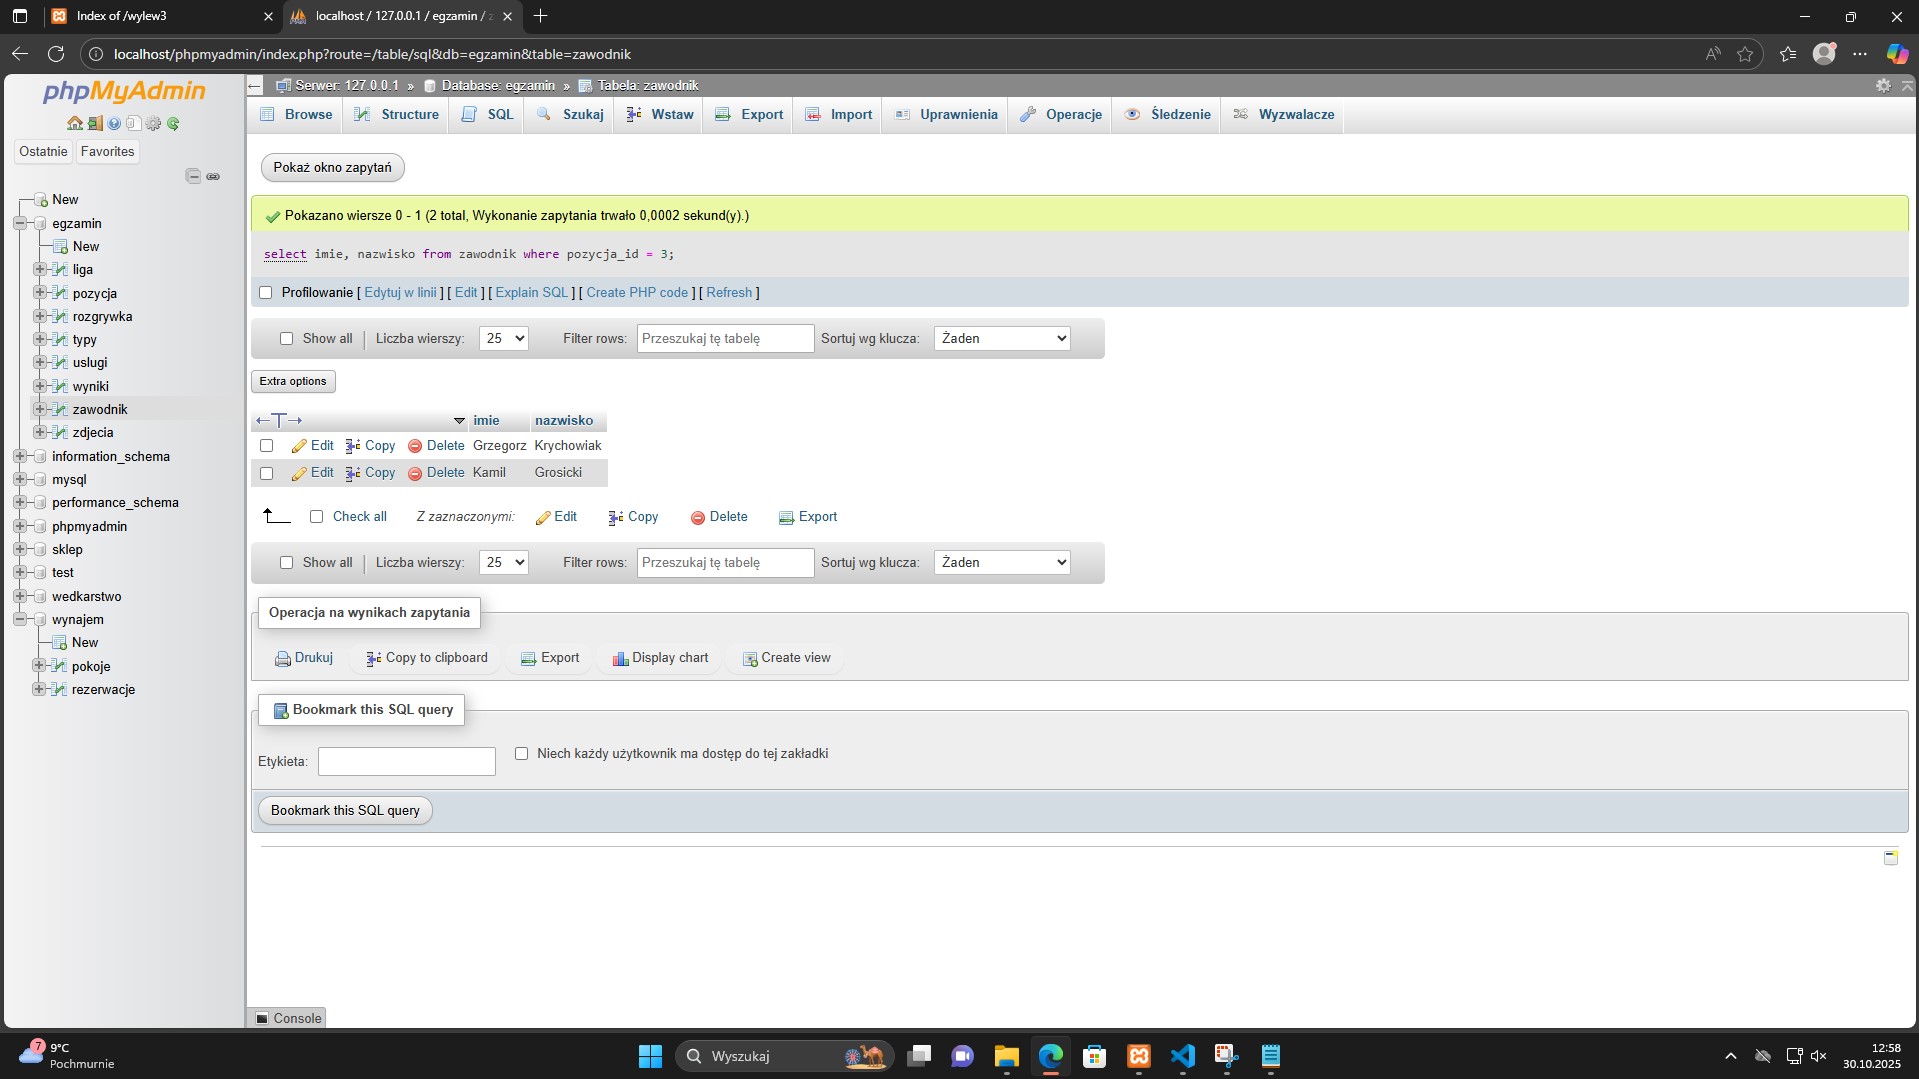 Index of /wylew3
localhost / 127.0.0.1 / egzamin / z
localhost/phpmyadmin/index.php?route=/table/sql&db=egzamin&table=zawodnik
phpMyAdmin
Serwer: 127.0.0.1 » Database: egzamin » Tabela: zawodnik
Browse Structure SQL Szukaj Wstaw Export Import Uprawnienia Operacje Śledzenie Wyzwalacze
Ostatnie Favorites
New
egzamin
New
liga
pozycja
rozgrywka
typy
uslugi
wyniki
zawodnik
zdjecia
information_schema
mysql
performance_schema
phpmyadmin
sklep
test
wedkarstwo
wynajem
New
pokoje
rezerwacje
Pokaż okno zapytań
Pokazano wiersze 0 - 1 (2 total, Wykonanie zapytania trwało 0,0002 sekund(y).)
select imie, nazwisko from zawodnik where pozycja_id = 3;
Profilowanie [ Edytuj w linii ] [ Edit ] [ Explain SQL ] [ Create PHP code ] [ Refresh ]
Show all | Liczba wierszy: 25 Filter rows: Przeszukaj tę tabelę Sortuj wg klucza: Żaden
Extra options
←T→ imie nazwisko
Edit Copy Delete Grzegorz Krychowiak
Edit Copy Delete Kamil Grosicki
Check all Z zaznaczonymi: Edit Copy Delete Export
Show all | Liczba wierszy: 25 Filter rows: Przeszukaj tę tabelę Sortuj wg klucza: Żaden
Operacja na wynikach zapytania
Drukuj Copy to clipboard Export Display chart Create view
Bookmark this SQL query
Etykieta: Niech każdy użytkownik ma dostęp do tej zakładki
Bookmark this SQL query
Console
7
9°C
Pochmurnie
Wyszukaj
12:58
30.10.2025